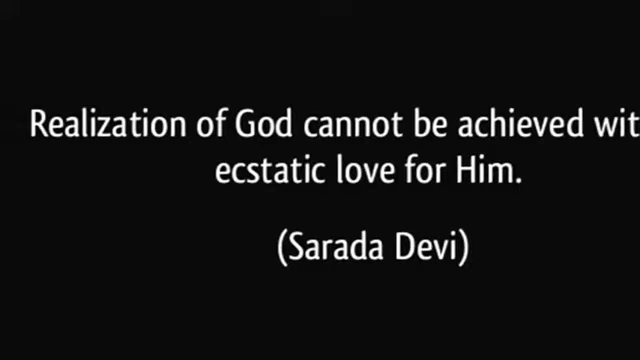 Realization of God cannot be achieved wit
ecstatic love for Him.
(Sarada Devi)